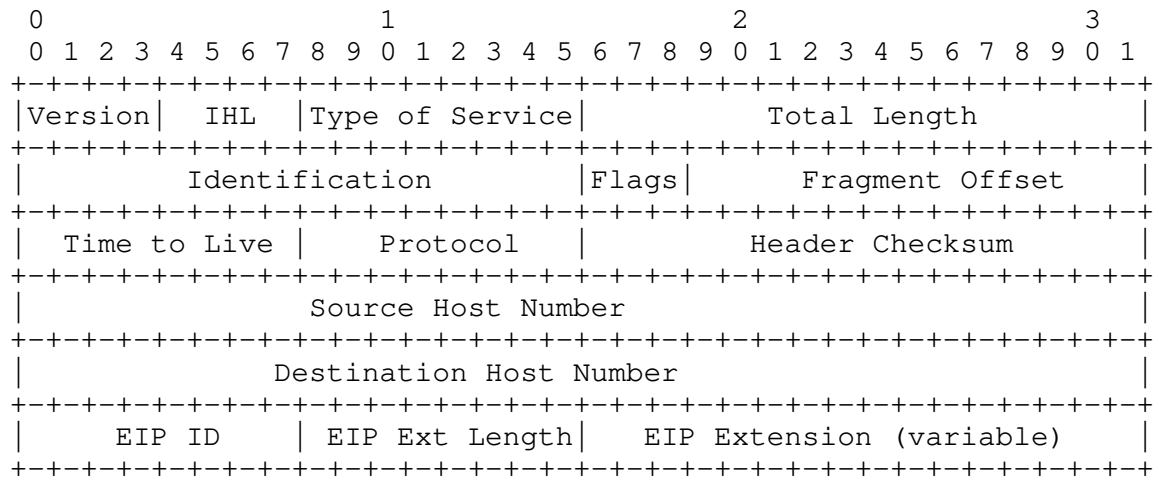 0                   1                   2                   3
 0 1 2 3 4 5 6 7 8 9 0 1 2 3 4 5 6 7 8 9 0 1 2 3 4 5 6 7 8 9 0 1
+-+-+-+-+-+-+-+-+-+-+-+-+-+-+-+-+-+-+-+-+-+-+-+-+-+-+-+-+-+-+-+-+
|Version|  IHL  |Type of Service|          Total Length         |
+-+-+-+-+-+-+-+-+-+-+-+-+-+-+-+-+-+-+-+-+-+-+-+-+-+-+-+-+-+-+-+-+
|         Identification        |Flags|      Fragment Offset    |
+-+-+-+-+-+-+-+-+-+-+-+-+-+-+-+-+-+-+-+-+-+-+-+-+-+-+-+-+-+-+-+-+
|  Time to Live |    Protocol   |         Header Checksum       |
+-+-+-+-+-+-+-+-+-+-+-+-+-+-+-+-+-+-+-+-+-+-+-+-+-+-+-+-+-+-+-+-+
|                Source Host Number                             |
+-+-+-+-+-+-+-+-+-+-+-+-+-+-+-+-+-+-+-+-+-+-+-+-+-+-+-+-+-+-+-+-+
|              Destination Host Number                          |
+-+-+-+-+-+-+-+-+-+-+-+-+-+-+-+-+-+-+-+-+-+-+-+-+-+-+-+-+-+-+-+-+
|     EIP ID    | EIP Ext Length|   EIP Extension (variable)    |
+-+-+-+-+-+-+-+-+-+-+-+-+-+-+-+-+-+-+-+-+-+-+-+-+-+-+-+-+-+-+-+-+